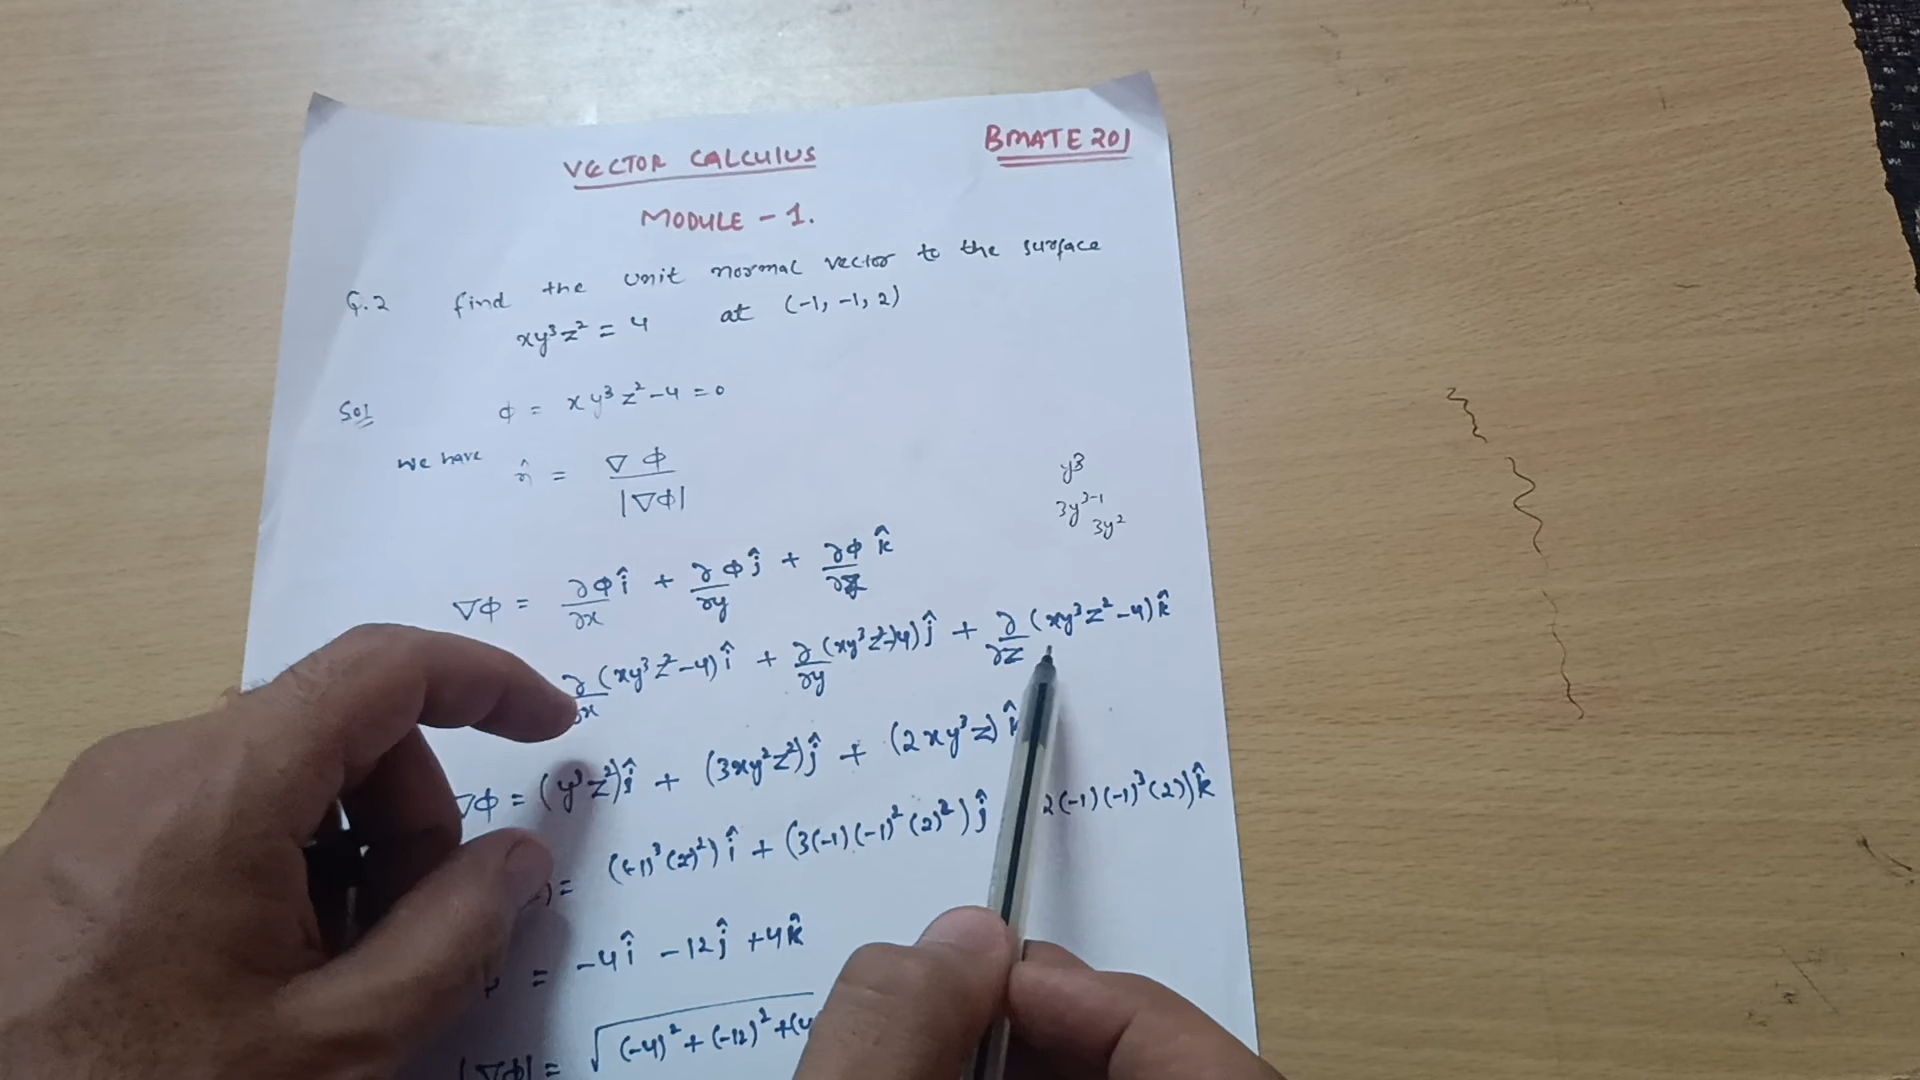 VECTOR CALCULUS
BMATE 201
MODULE - 1.
Q.2 find the unit normal vector to the surface
xy³z² = 4 at (-1, -1, 2)
Sol ϕ = xy³z² - 4 = 0
we have n̂ = ∇ϕ / |∇ϕ|
y³
3y³⁻¹
3y²
∇ϕ = ∂ϕ/∂x î + ∂ϕ/∂y ĵ + ∂ϕ/∂z k̂
∂/∂x (xy³z² - 4) î + ∂/∂y (xy³z² - 4) ĵ + ∂/∂z (xy³z² - 4) k̂
∇ϕ = (y³z²) î + (3xy²z²) ĵ + (2xy³z) k̂
) = ((-1)³(2)²) î + (3(-1)(-1)²(2)²) ĵ 2(-1)(-1)³(2)) k̂
= -4î - 12ĵ + 4k̂
|∇ϕ| = √(-4)² + (-12)² + (4